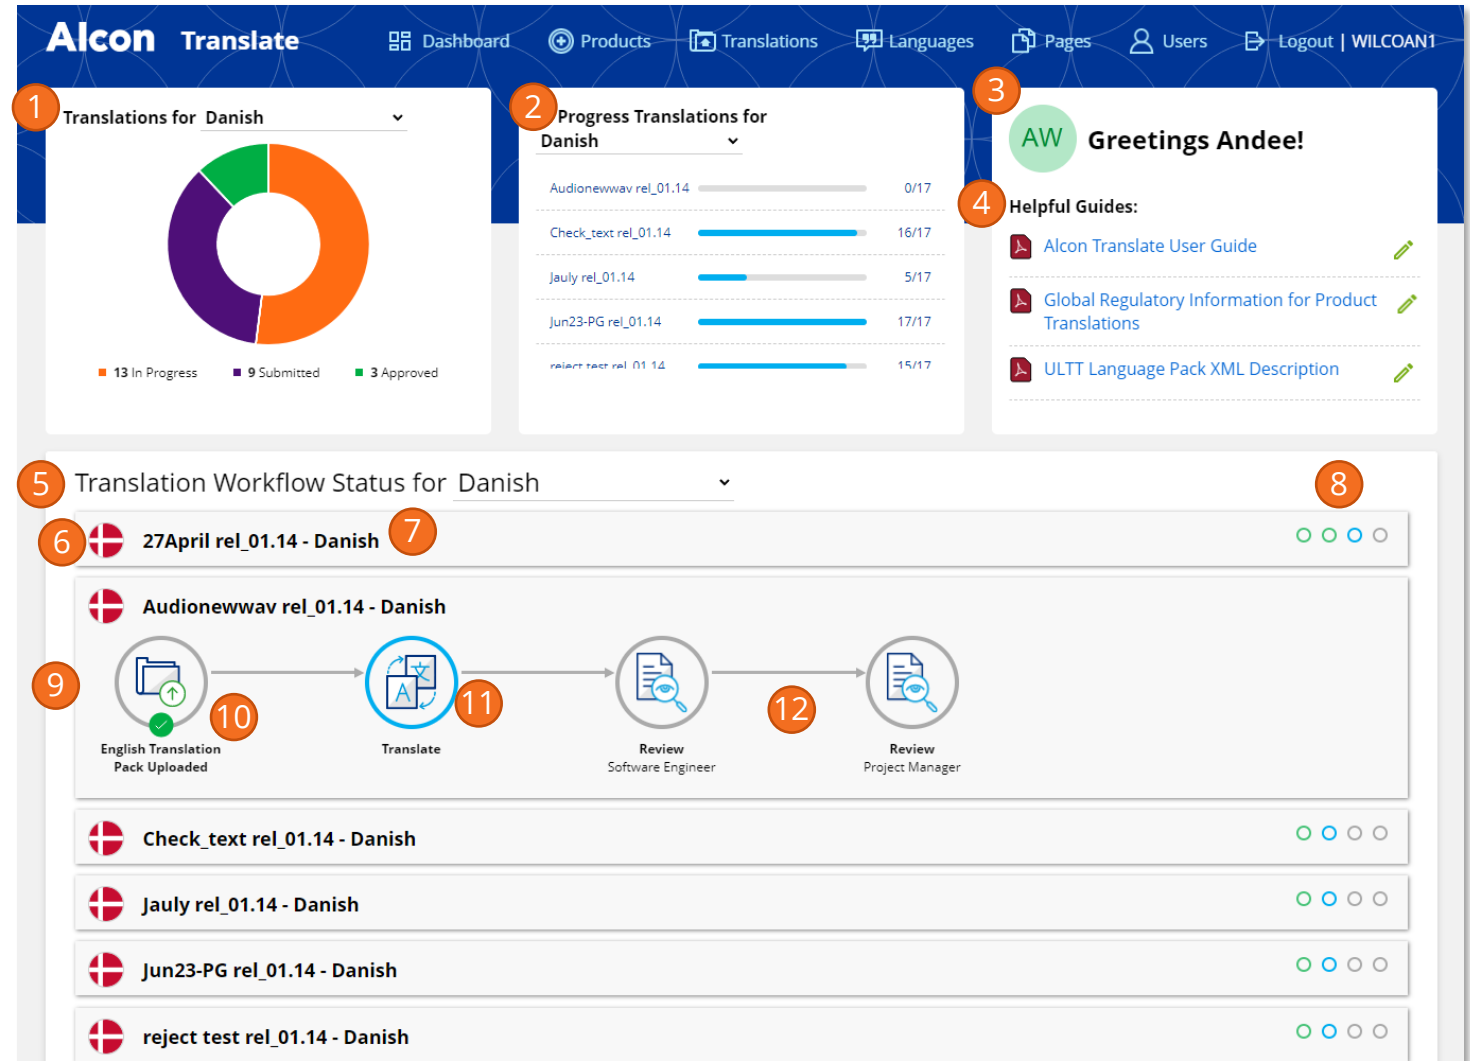 Alcon Translate Dashboard Products Translations Languages Pages Users Logout | WILCOAN1
1
Translations for Danish
13 In Progress 9 Submitted 3 Approved
2
Progress Translations for
Danish
Audionewwav rel_01.14 0/17
Check_text rel_01.14 16/17
Jauly rel_01.14 5/17
Jun23-PG rel_01.14 17/17
reject test rel_01.14 15/17
3
AW Greetings Andee!
4
Helpful Guides:
Alcon Translate User Guide
Global Regulatory Information for Product
Translations
ULTT Language Pack XML Description
5 Translation Workflow Status for Danish 8
6 27April rel_01.14 - Danish 7
Audionewwav rel_01.14 - Danish
9 10 A 文 11 12
English Translation
Pack Uploaded
Translate
Review
Software Engineer
Review
Project Manager
Check_text rel_01.14 - Danish
Jauly rel_01.14 - Danish
Jun23-PG rel_01.14 - Danish
reject test rel_01.14 - Danish